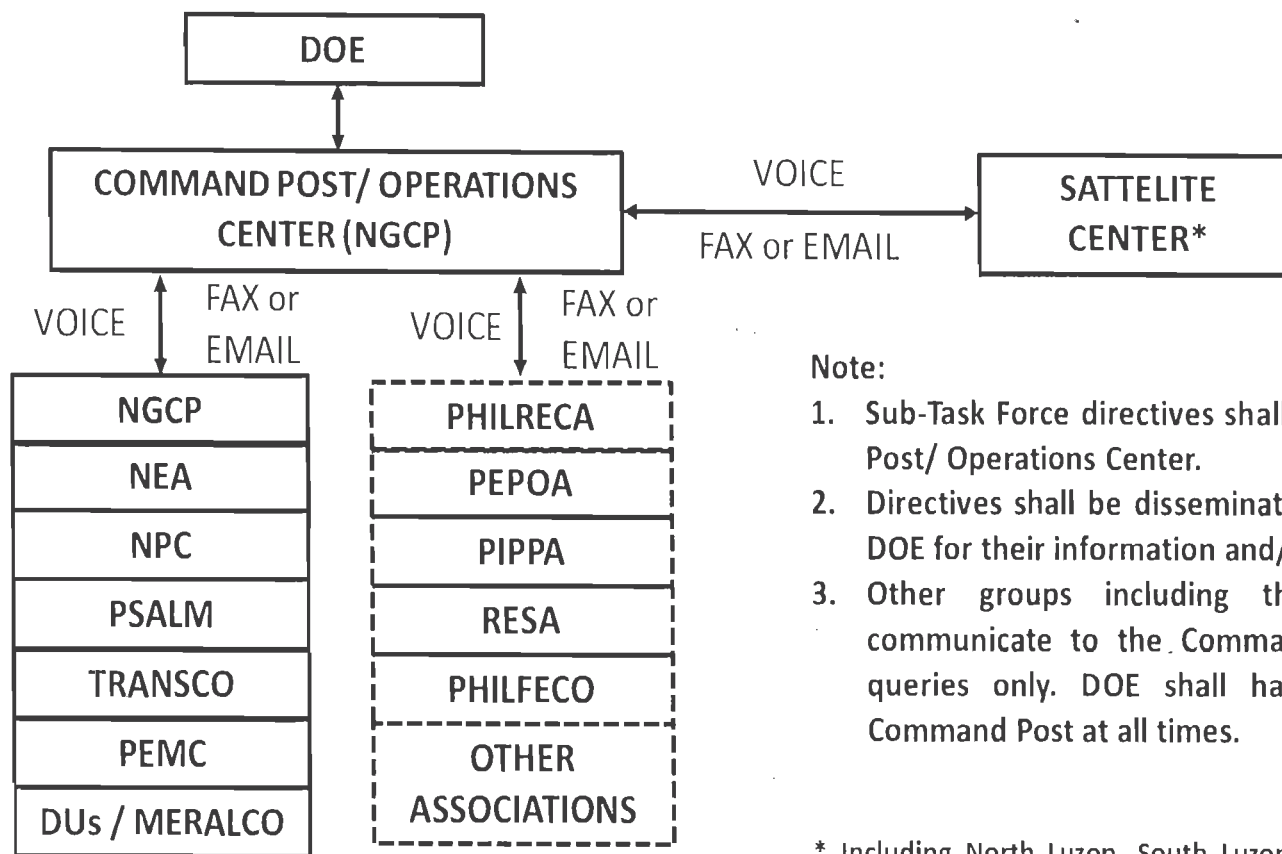 DOE
COMMAND POST/ OPERATIONS
CENTER (NGCP)
VOICE
FAX or EMAIL
SATTELITE
CENTER*
VOICE
FAX or
EMAIL
VOICE
FAX or
EMAIL
NGCP
NEA
NPC
PSALM
TRANSCO
PEMC
DUs / MERALCO
PHILRECA
PEPOA
PIPPA
RESA
PHILFECO
OTHER
ASSOCIATIONS
Note:
1. Sub-Task Force directives shall
Post/ Operations Center.
2. Directives shall be disseminat
DOE for their information and/
3. Other groups including th
communicate to the Comma
queries only. DOE shall ha
Command Post at all times.
* Including North Luzon, South Luzon